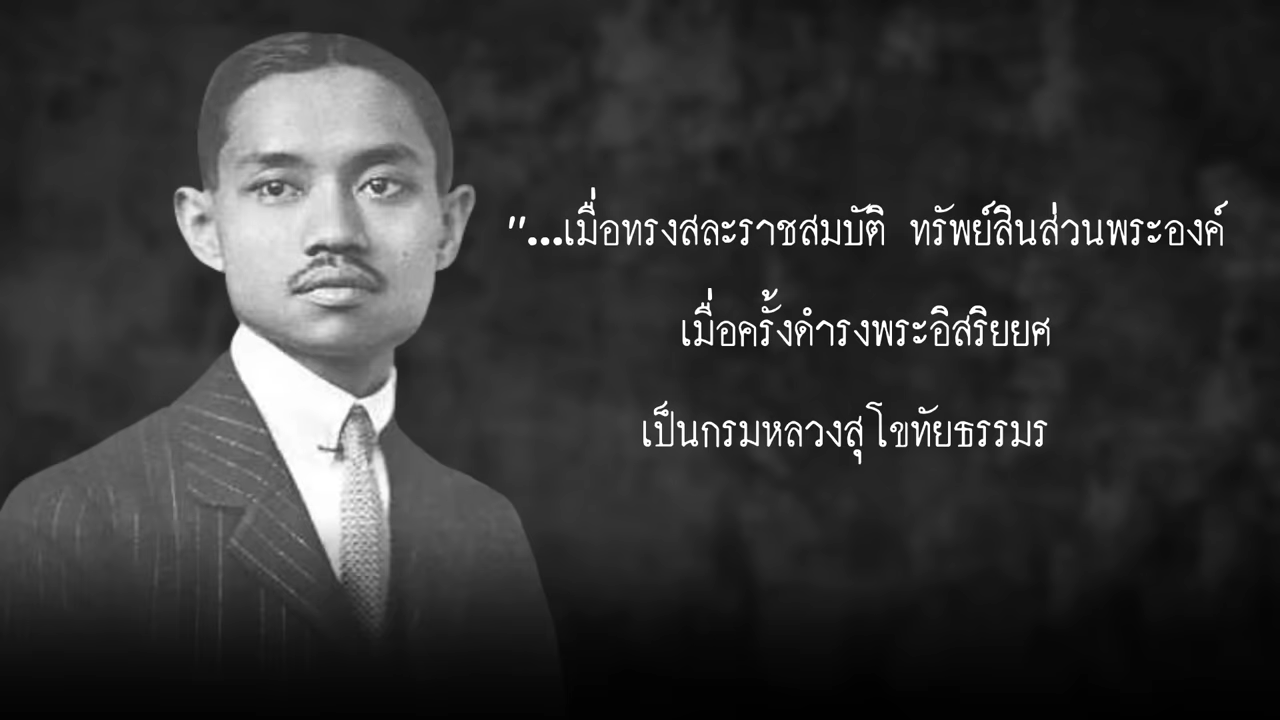 "...เมื่อทรงสละราชสมบัติ ทรัพย์สินส่วนพระองค์
เมื่อครั้งดำรงพระอิสริยยศ
เป็นกรมหลวงสุโขทัยธรรมร